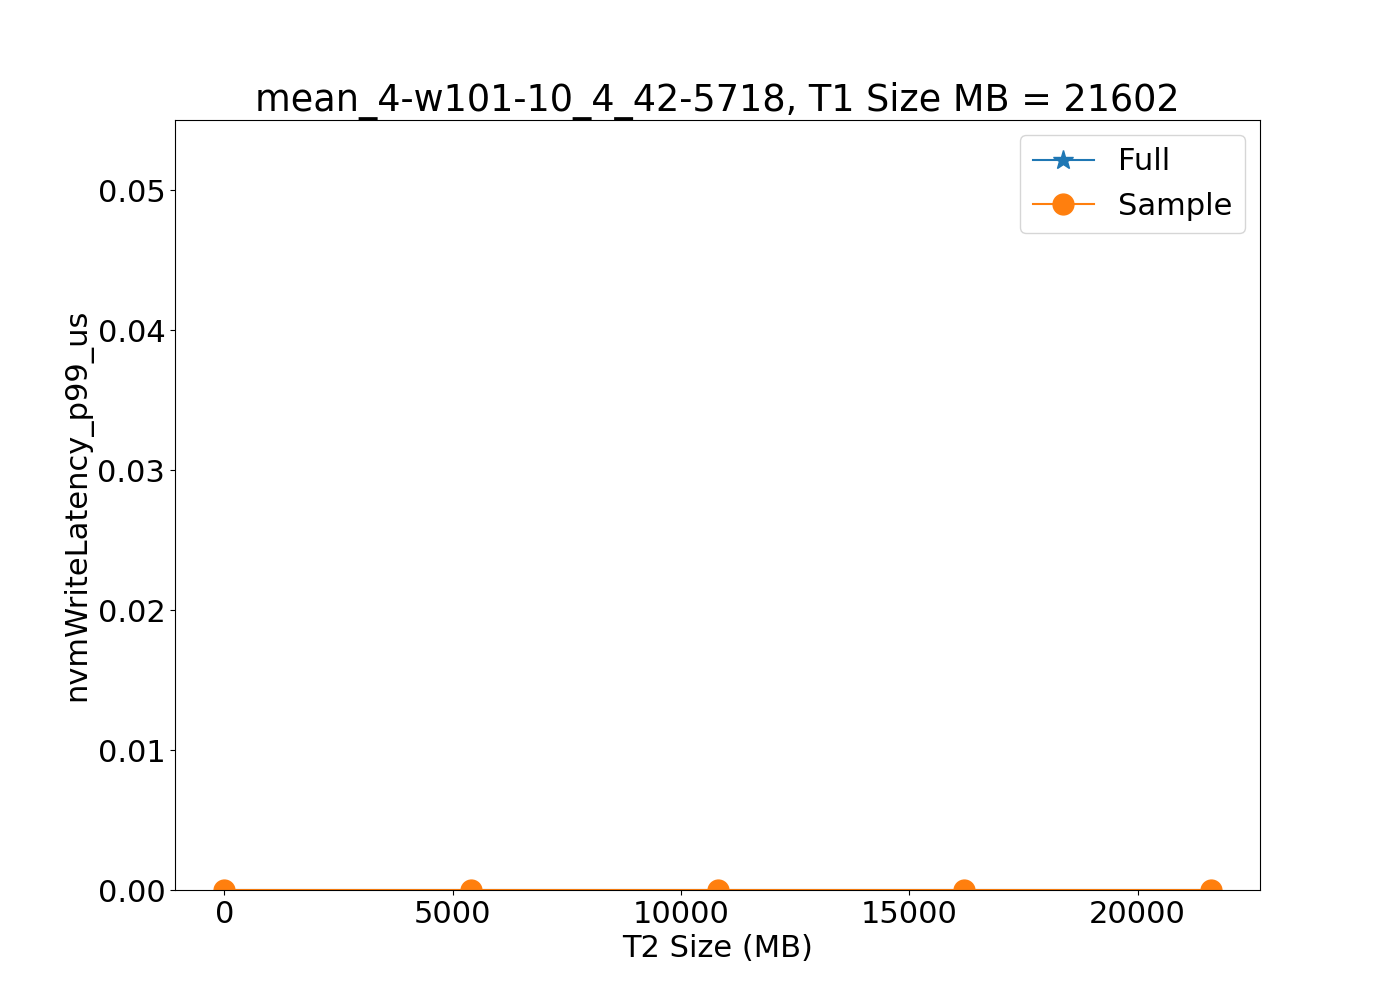 mean_4-w101-10_4_42-5718, T1 Size MB = 21602
Full
Sample
nvmWriteLatency_p99_us
0.05
0.04
0.03
0.02
0.01
0.00
0 5000 10000 15000 20000
T2 Size (MB)